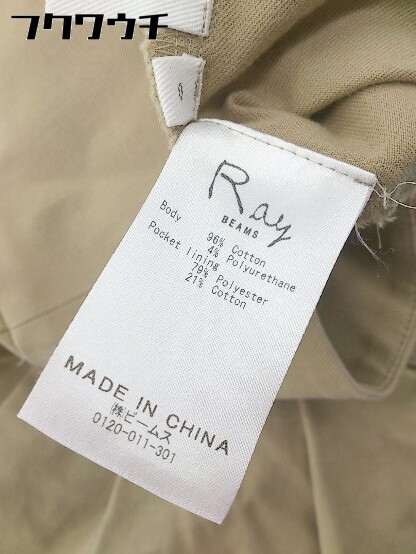 フクワウチ
Ray
BEAMS
Body
96% Cotton
4% Polyurethane
Pocket lining
79% Polyester
21% Cotton
MADE IN CHINA
㈱ビームス
0120-011-301